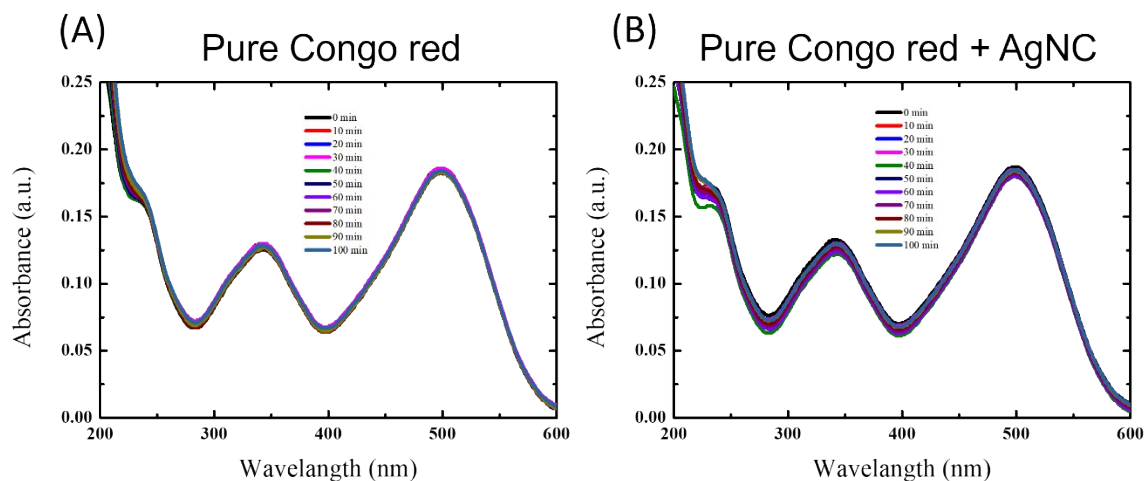 (A)
Pure Congo red
0.25
0.20
0.15
0.10
0.05
0.00
Absorbance (a.u.)
0 min
10 min
20 min
30 min
40 min
50 min
60 min
70 min
80 min
90 min
100 min
200
300
400
500
600
Wavelangth (nm)
(B)
Pure Congo red + AgNC
0.25
0.20
0.15
0.10
0.05
0.00
Absorbance (a.u.)
0 min
10 min
20 min
30 min
40 min
50 min
60 min
70 min
80 min
90 min
100 min
200
300
400
500
600
Wavelangth (nm)